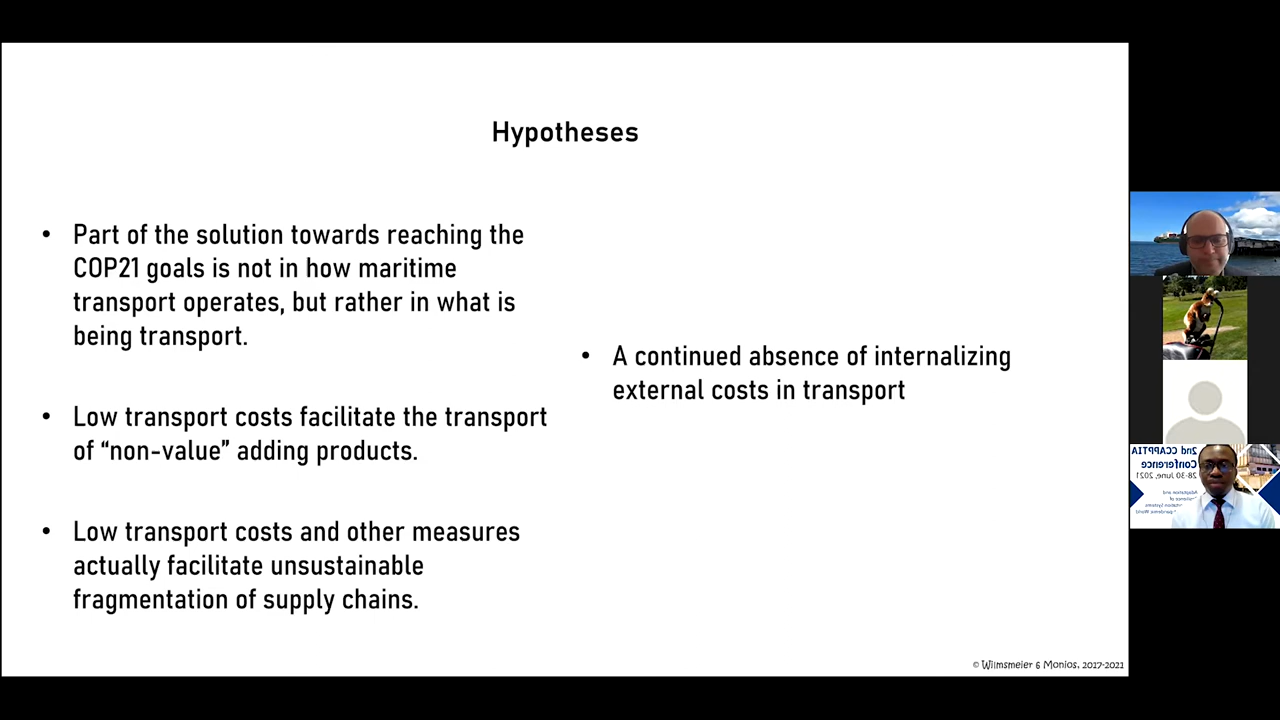 Hypotheses
• Part of the solution towards reaching the
COP21 goals is not in how maritime
transport operates, but rather in what is
being transport.
• Low transport costs facilitate the transport
of “non-value” adding products.
• Low transport costs and other measures
actually facilitate unsustainable
fragmentation of supply chains.
• A continued absence of internalizing
external costs in transport
© Wilmsmeier & Monios, 2017-2021
2nd CCAPPTIA
Conference
28-30 June, 2021
Adaptation and